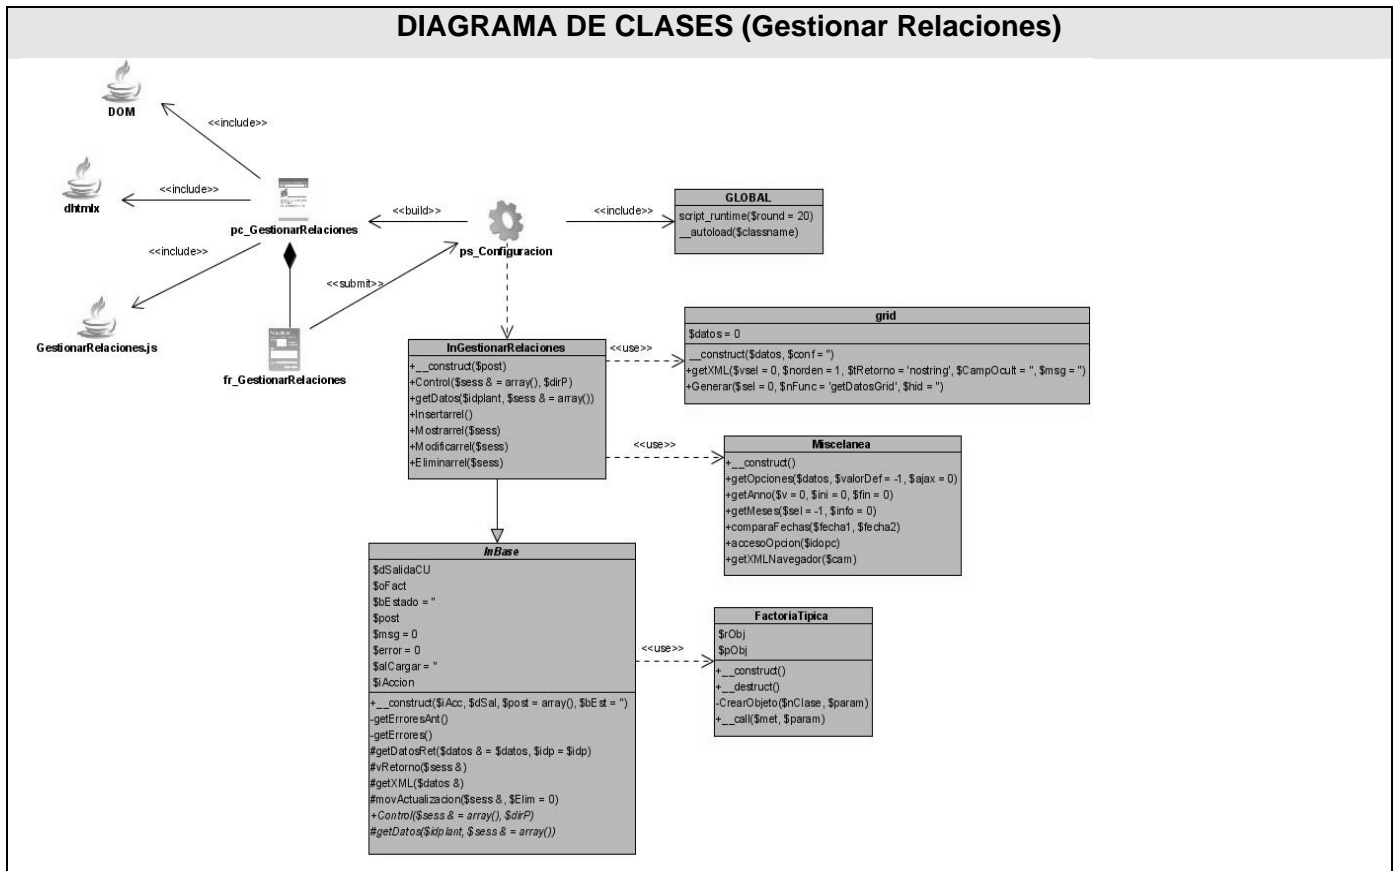 DIAGRAMA DE CLASES (Gestionar Relaciones)
DOM
<<include>>
dhtmlx
<<include>>
pc_GestionarRelaciones
<<build>>
ps_Configuracion
<<include>>
GLOBAL
script_runtime($round = 20)
__autoload($classname)
<<include>>
GestionarRelaciones.js
<<submit>>
fr_GestionarRelaciones
InGestionarRelaciones
+__construct($post)
+Control($sess & = array(), $dirP)
+getDatos($idplant, $sess & = array())
+Insertarrel()
+Mostrarrel($sess)
+Modificarrel($sess)
+Eliminarrel($sess)
<<use>>
grid
$datos = 0
__construct($datos, $conf = '')
+getXML($vsel = 0, $norden = 1, $tRetorno = 'nostring', $CampOcult = '', $msg = '')
+Generar($sel = 0, $nFunc = 'getDatosGrid', $hid = '')
<<use>>
Miscelanea
+__construct()
+getOpciones($datos, $valorDef = -1, $ajax = 0)
+getAnno($v = 0, $ini = 0, $fin = 0)
+getMeses($sel = -1, $info = 0)
+comparaFechas($fecha1, $fecha2)
+accesoOpcion($idopc)
+getXMLNavegador($cam)
InBase
$dSalidaCU
$oFact
$bEstado = ''
$post
$msg = 0
$error = 0
$alCargar = ''
$iAccion
+__construct($iAcc, $dSal, $post = array(), $bEst = '')
-getErroresAnt()
-getErrores()
#getDatosRet($datos & = $datos, $idp = $idp)
#vRetorno($sess &)
#getXML($datos &)
#movActualizacion($sess &, $Elim = 0)
+Control($sess & = array(), $dirP)
#getDatos($idplant, $sess & = array())
<<use>>
FactoriaTipica
$rObj
$pObj
+__construct()
+__destruct()
-CrearObjeto($nClase, $param)
+__call($met, $param)